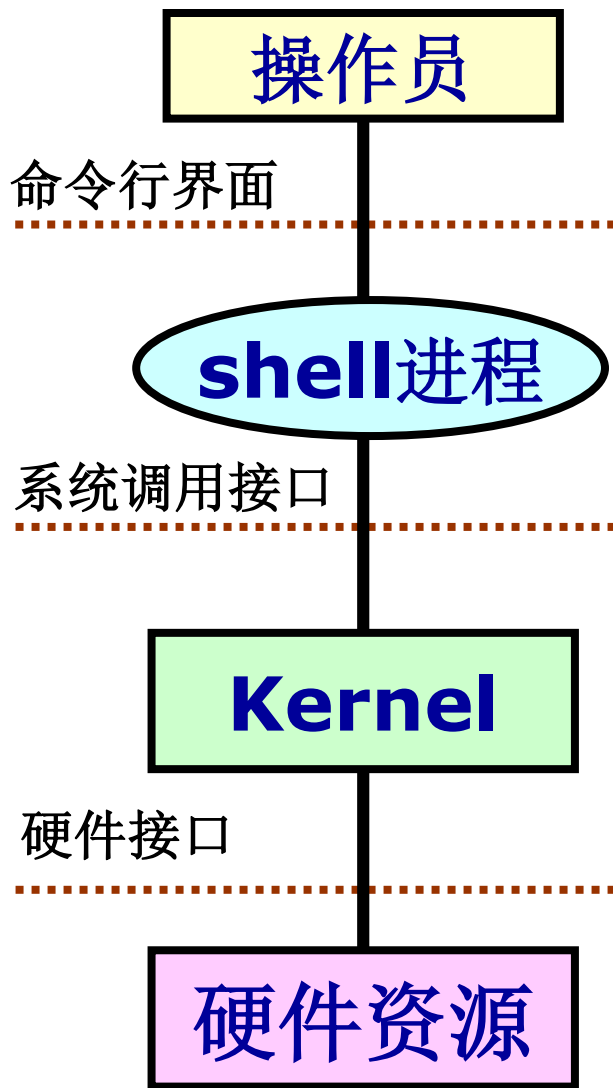 操作员
命令行界面
shell进程
系统调用接口
Kernel
硬件接口
硬件资源